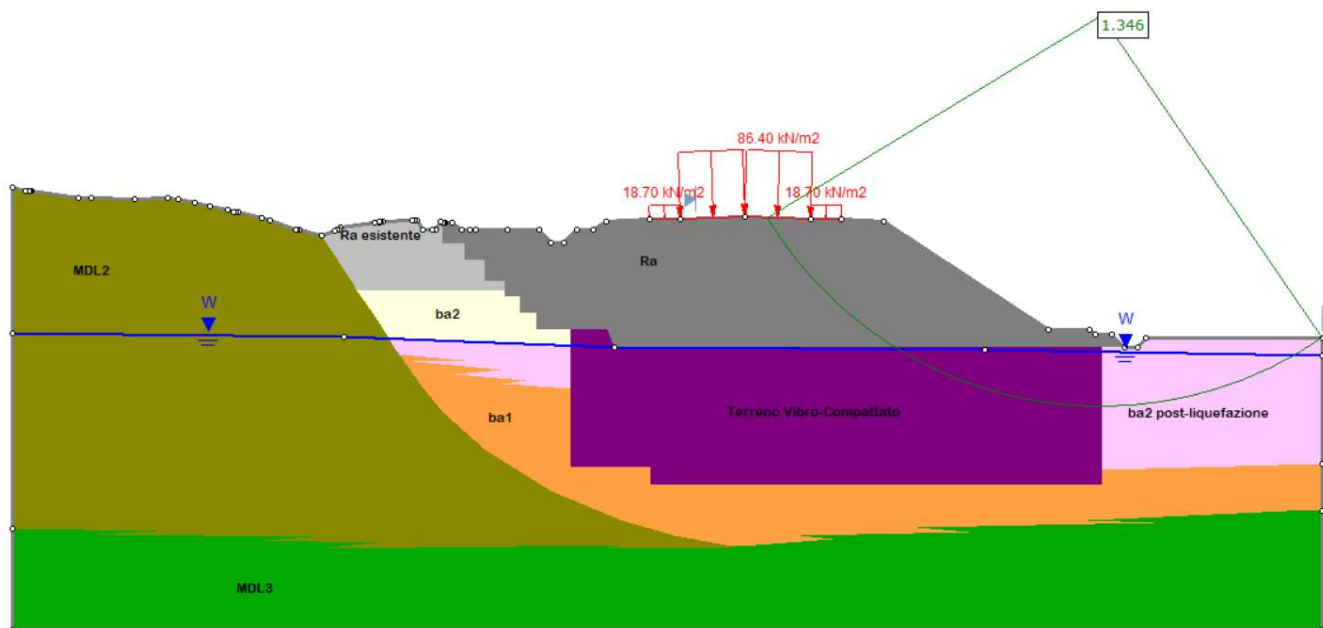 1.346
86.40 kN/m2
18.70 kN/m2
18.70 kN/m2
Ra esistente
Ra
MDL2
W
ba2
W
ba1
Terreno Vibro-Compattato
ba2 post-liquefazione
MDL3